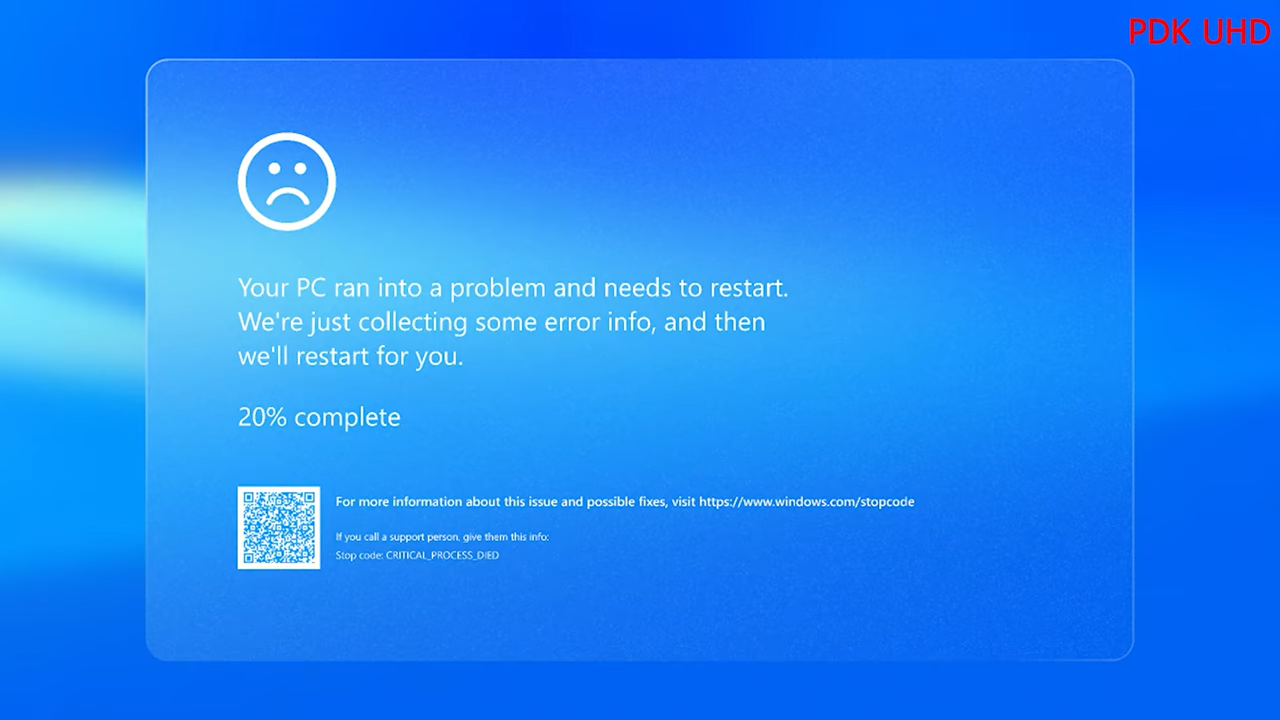 PDK UHD
Your PC ran into a problem and needs to restart.
We're just collecting some error info, and then
we'll restart for you.
20% complete
For more information about this issue and possible fixes, visit https://www.windows.com/stopcode
If you call a support person, give them this info:
Stop code: CRITICAL_PROCESS_DIED